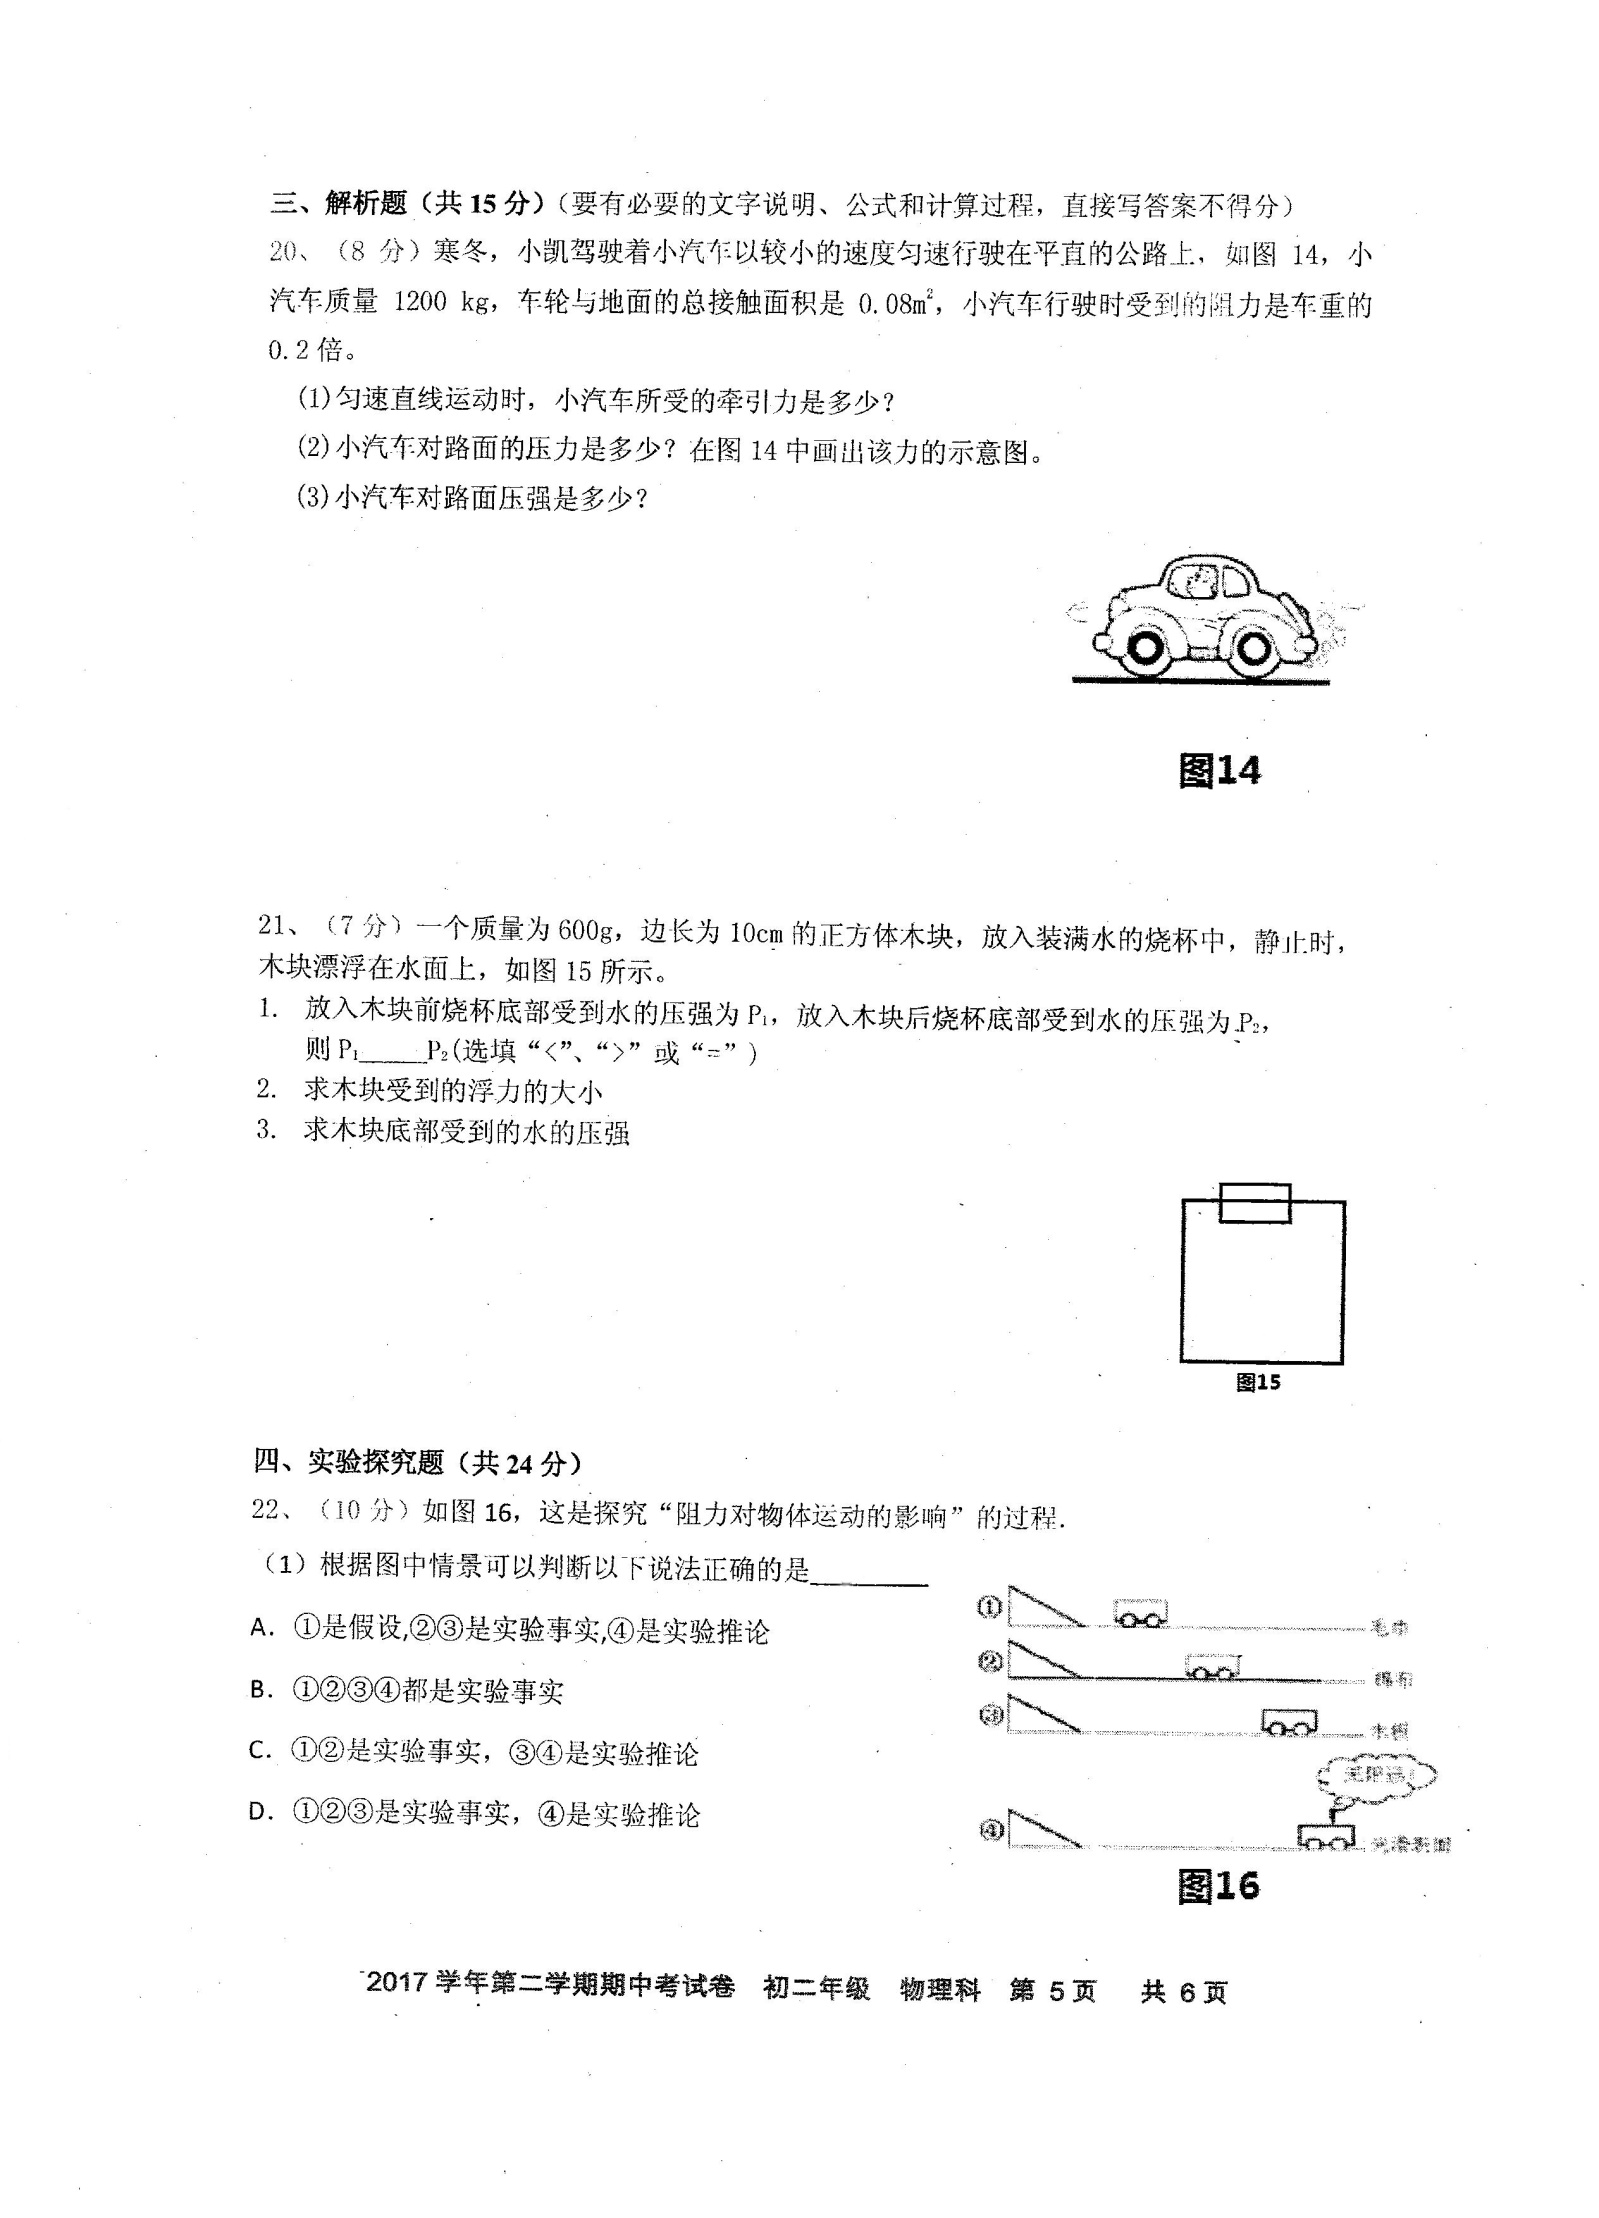 三、解析题（共15分）（要有必要的文字说明、公式和计算过程，直接写答案不得分）
20、（8 分）寒冬，小凯驾驶着小汽车以较小的速度匀速行驶在平直的公路上，如图 14，小
汽车质量 1200 kg，车轮与地面的总接触面积是 0.08m²，小汽车行驶时受到的阻力是车重的
0.2倍。
(1)匀速直线运动时，小汽车所受的牵引力是多少？
(2)小汽车对路面的压力是多少？在图14中画出该力的示意图。
(3)小汽车对路面压强是多少？
图14
21、（7分）一个质量为600g，边长为10cm的正方体木块，放入装满水的烧杯中，静止时，
木块漂浮在水面上，如图15所示。
1. 放入木块前烧杯底部受到水的压强为P₁，放入木块后烧杯底部受到水的压强为P₂，
则P₁____P₂(选填“<”、“>”或“=”)
2. 求木块受到的浮力的大小
3. 求木块底部受到的水的压强
图15
四、实验探究题（共24分）
22、（10分）如图16，这是探究“阻力对物体运动的影响”的过程.
（1）根据图中情景可以判断以下说法正确的是________
A. ①是假设,②③是实验事实,④是实验推论
B. ①②③④都是实验事实
C. ①②是实验事实，③④是实验推论
D. ①②③是实验事实，④是实验推论
① 毛巾
② 棉布
③ 木板
④
图16
2017学年第二学期期中考试卷 初二年级 物理科 第 5页 共 6页